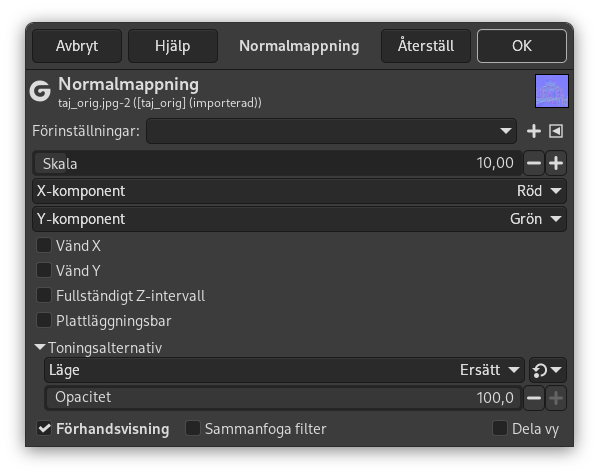 Avbryt Hjälp Normalmappning Återställ OK
Normalmappning
taj_orig.jpg-2 ([taj_orig] (importerad))
Förinställningar:
Skala 10,00
X-komponent Röd
Y-komponent Grön
Vänd X
Vänd Y
Fullständigt Z-intervall
Plattläggningsbar
Toningsalternativ
Läge Ersätt
Opacitet 100,0
Förhandsvisning Sammanfoga filter Dela vy